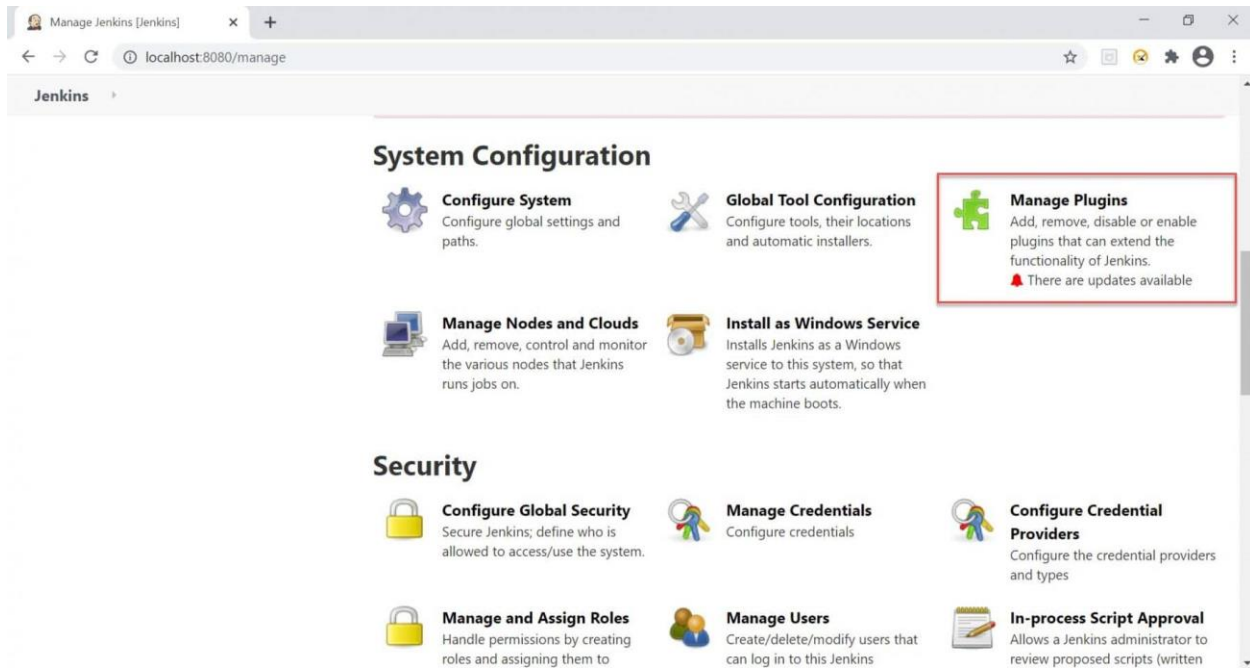 Manage Jenkins [Jenkins]
localhost:8080/manage
Jenkins
System Configuration
Configure System
Configure global settings and
paths.
Global Tool Configuration
Configure tools, their locations
and automatic installers.
Manage Plugins
Add, remove, disable or enable
plugins that can extend the
functionality of Jenkins.
There are updates available
Manage Nodes and Clouds
Add, remove, control and monitor
the various nodes that Jenkins
runs jobs on.
Install as Windows Service
Installs Jenkins as a Windows
service to this system, so that
Jenkins starts automatically when
the machine boots.
Security
Configure Global Security
Secure Jenkins; define who is
allowed to access/use the system.
Manage Credentials
Configure credentials
Configure Credential
Providers
Configure the credential providers
and types
Manage and Assign Roles
Handle permissions by creating
roles and assigning them to
Manage Users
Create/delete/modify users that
can log in to this Jenkins
In-process Script Approval
Allows a Jenkins administrator to
review proposed scripts (written